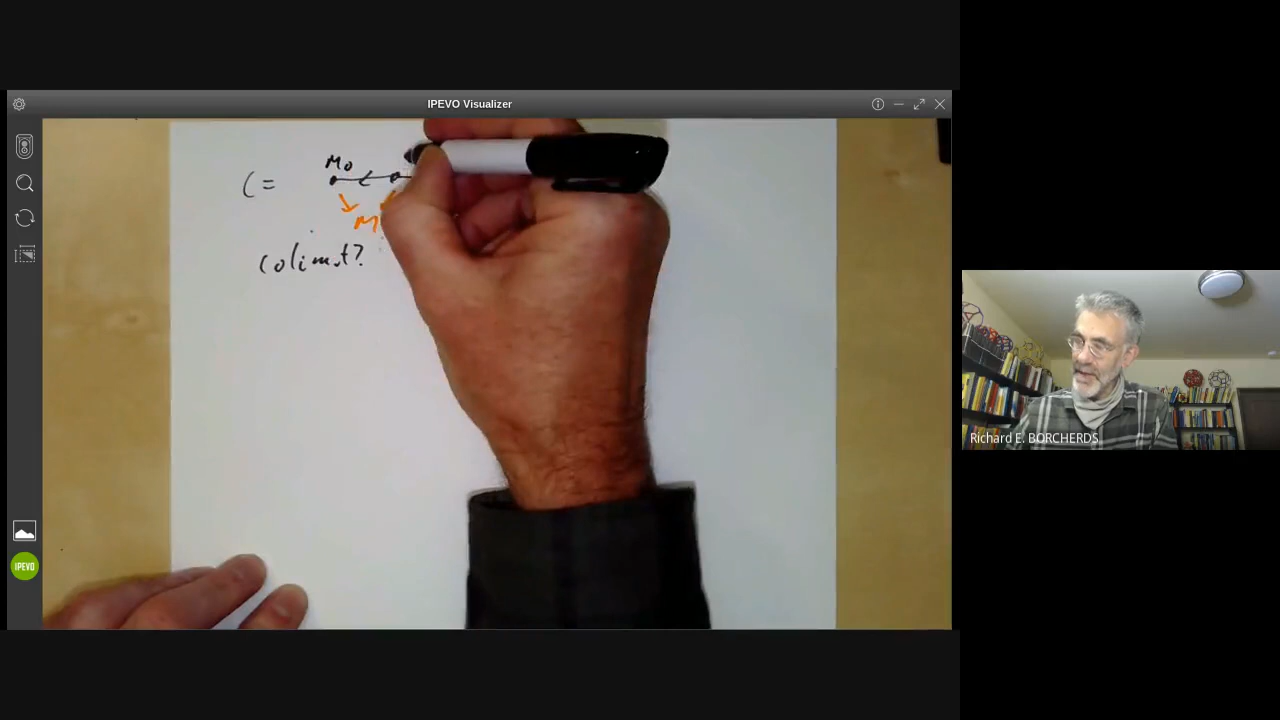 IPEVO Visualizer
M0
C =
M
colimit?
IPEVO
Richard E. BORCHERDS